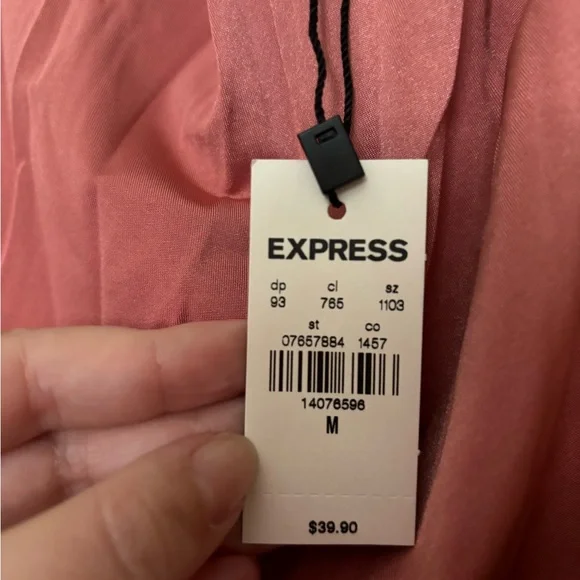 EXPRESS
dp cl sz
93 765 1103
st co
07657884 1457
14076596
M
$39.90